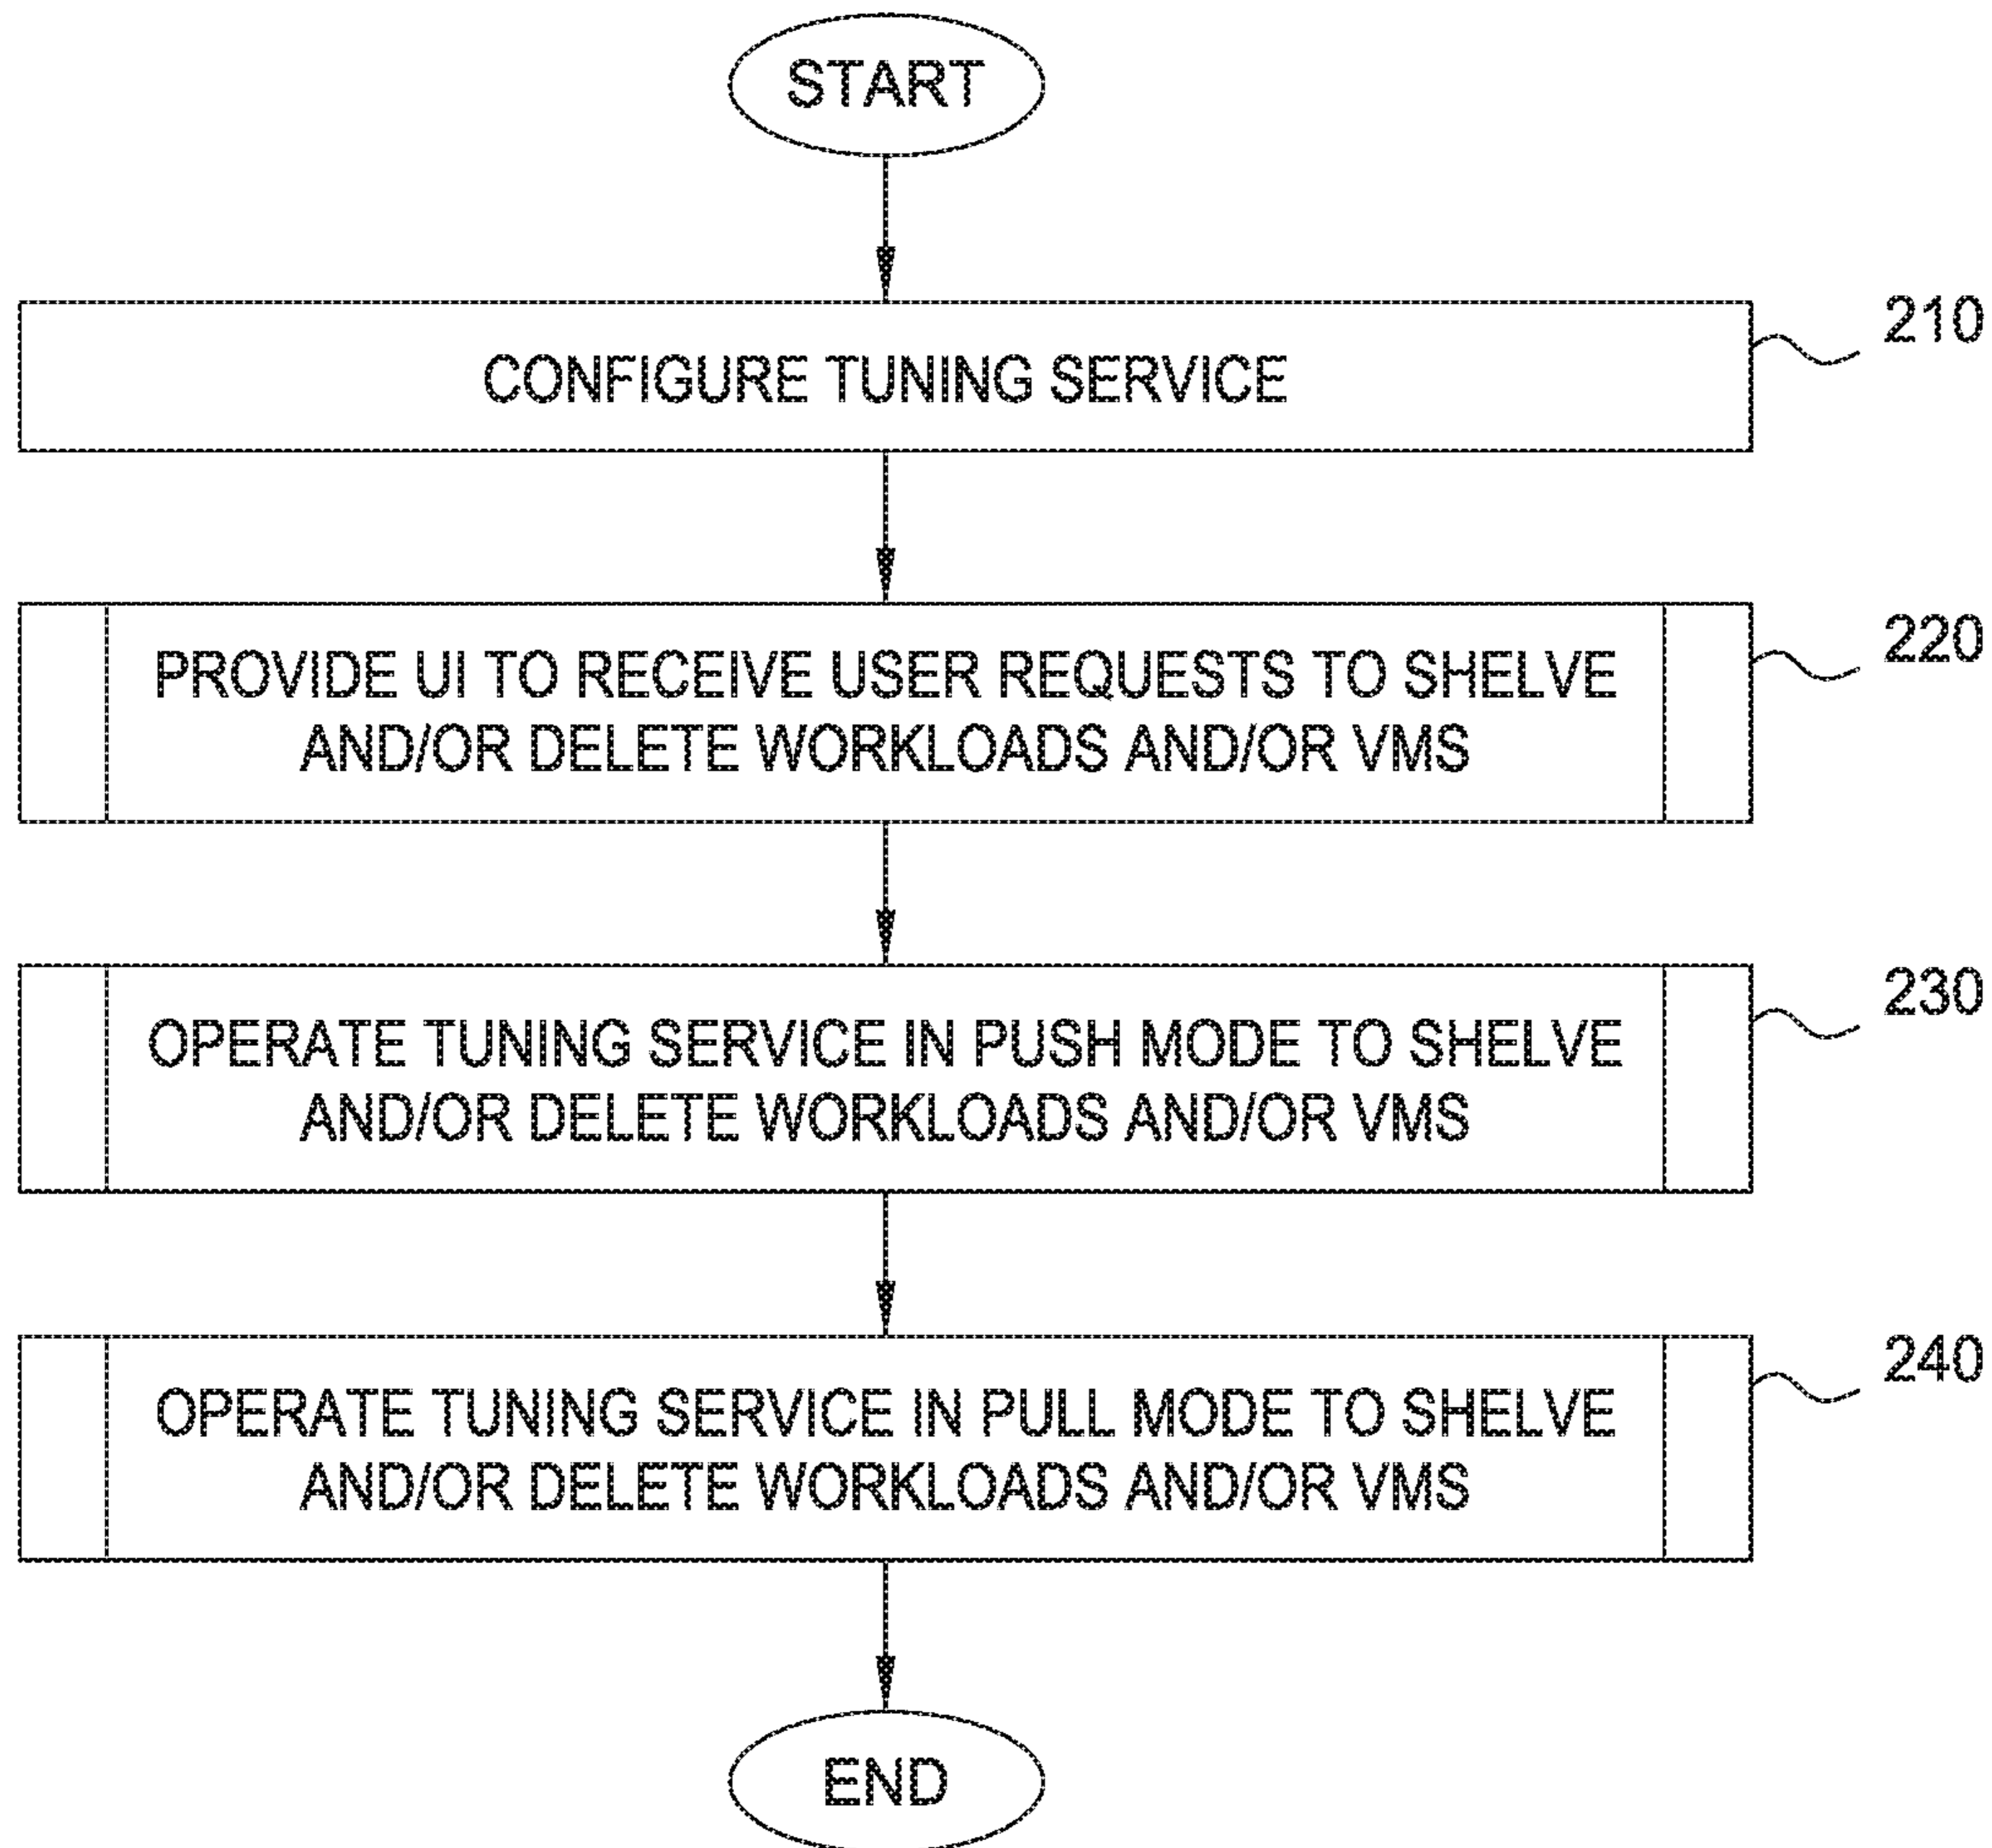 START
210
CONFIGURE TUNING SERVICE
220
PROVIDE UI TO RECEIVE USER REQUESTS TO SHELVE
AND/OR DELETE WORKLOADS AND/OR VMS
230
OPERATE TUNING SERVICE IN PUSH MODE TO SHELVE
AND/OR DELETE WORKLOADS AND/OR VMS
240
OPERATE TUNING SERVICE IN PULL MODE TO SHELVE
AND/OR DELETE WORKLOADS AND/OR VMS
END